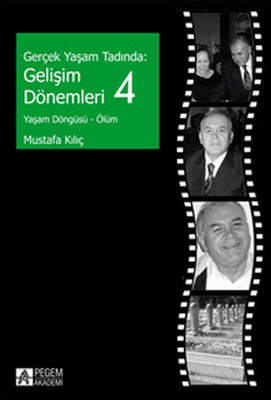 Gerçek Yaşam Tadında:
Gelişim
Dönemleri 4
Yaşam Döngüsü - Ölüm
Mustafa Kılıç
PEGEM
AKADEMİ